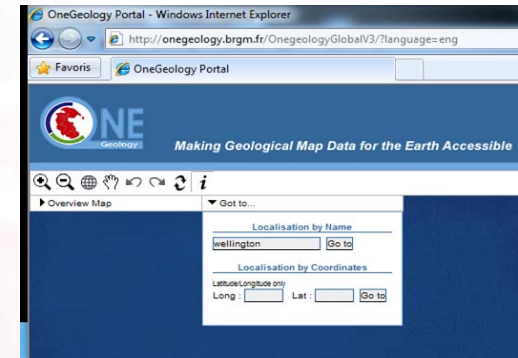 OneGeology Portal - Windows Internet Explorer
http://onegeology.brgm.fr/OnegeologyGlobalV3/?language=eng
Favoris OneGeology Portal
ONE
Geology
Making Geological Map Data for the Earth Accessible
i
Overview Map Got to...
Localisation by Name
wellington Go to
Localisation by Coordinates
Latitude/Longitude only
Long : Lat : Go to